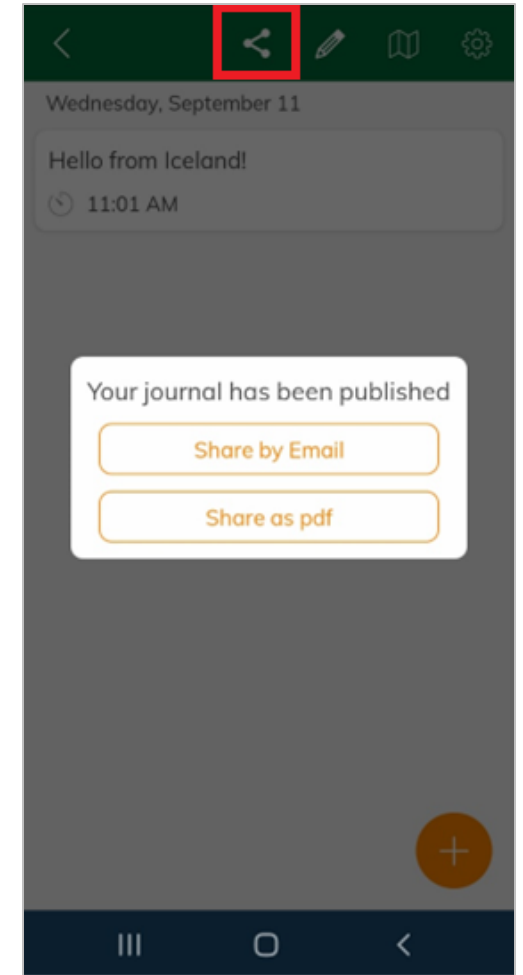 Wednesday, September 11
Hello from Iceland!
11:01 AM
Your journal has been published
Share by Email
Share as pdf